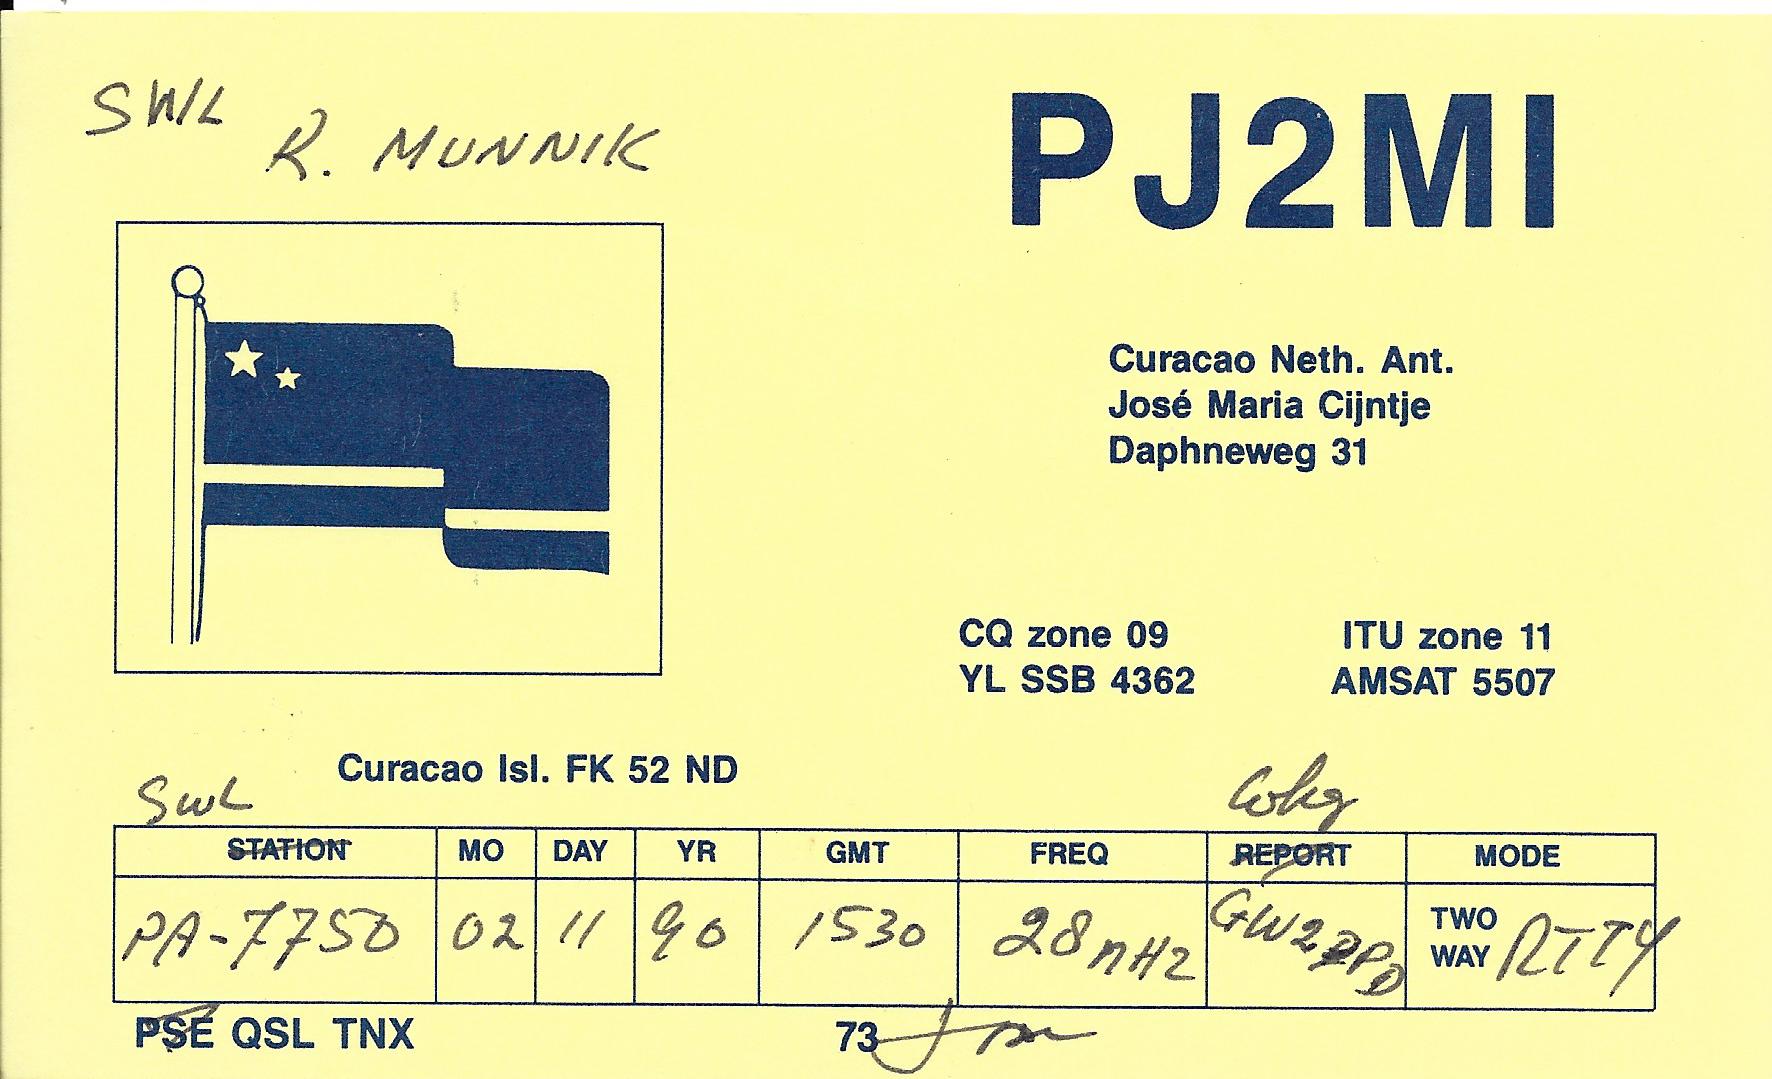 SWL
R. MUNNIK
PJ2MI
Curacao Neth. Ant.
José Maria Cijntje
Daphneweg 31
CQ zone 09 ITU zone 11
YL SSB 4362 AMSAT 5507
Curacao Isl. FK 52 ND
SWL wkg
STATION MO DAY YR GMT FREQ REPORT MODE
PA-7750 02 11 90 1530 28 MHz TWO WAY RTTY
PSE QSL TNX 73